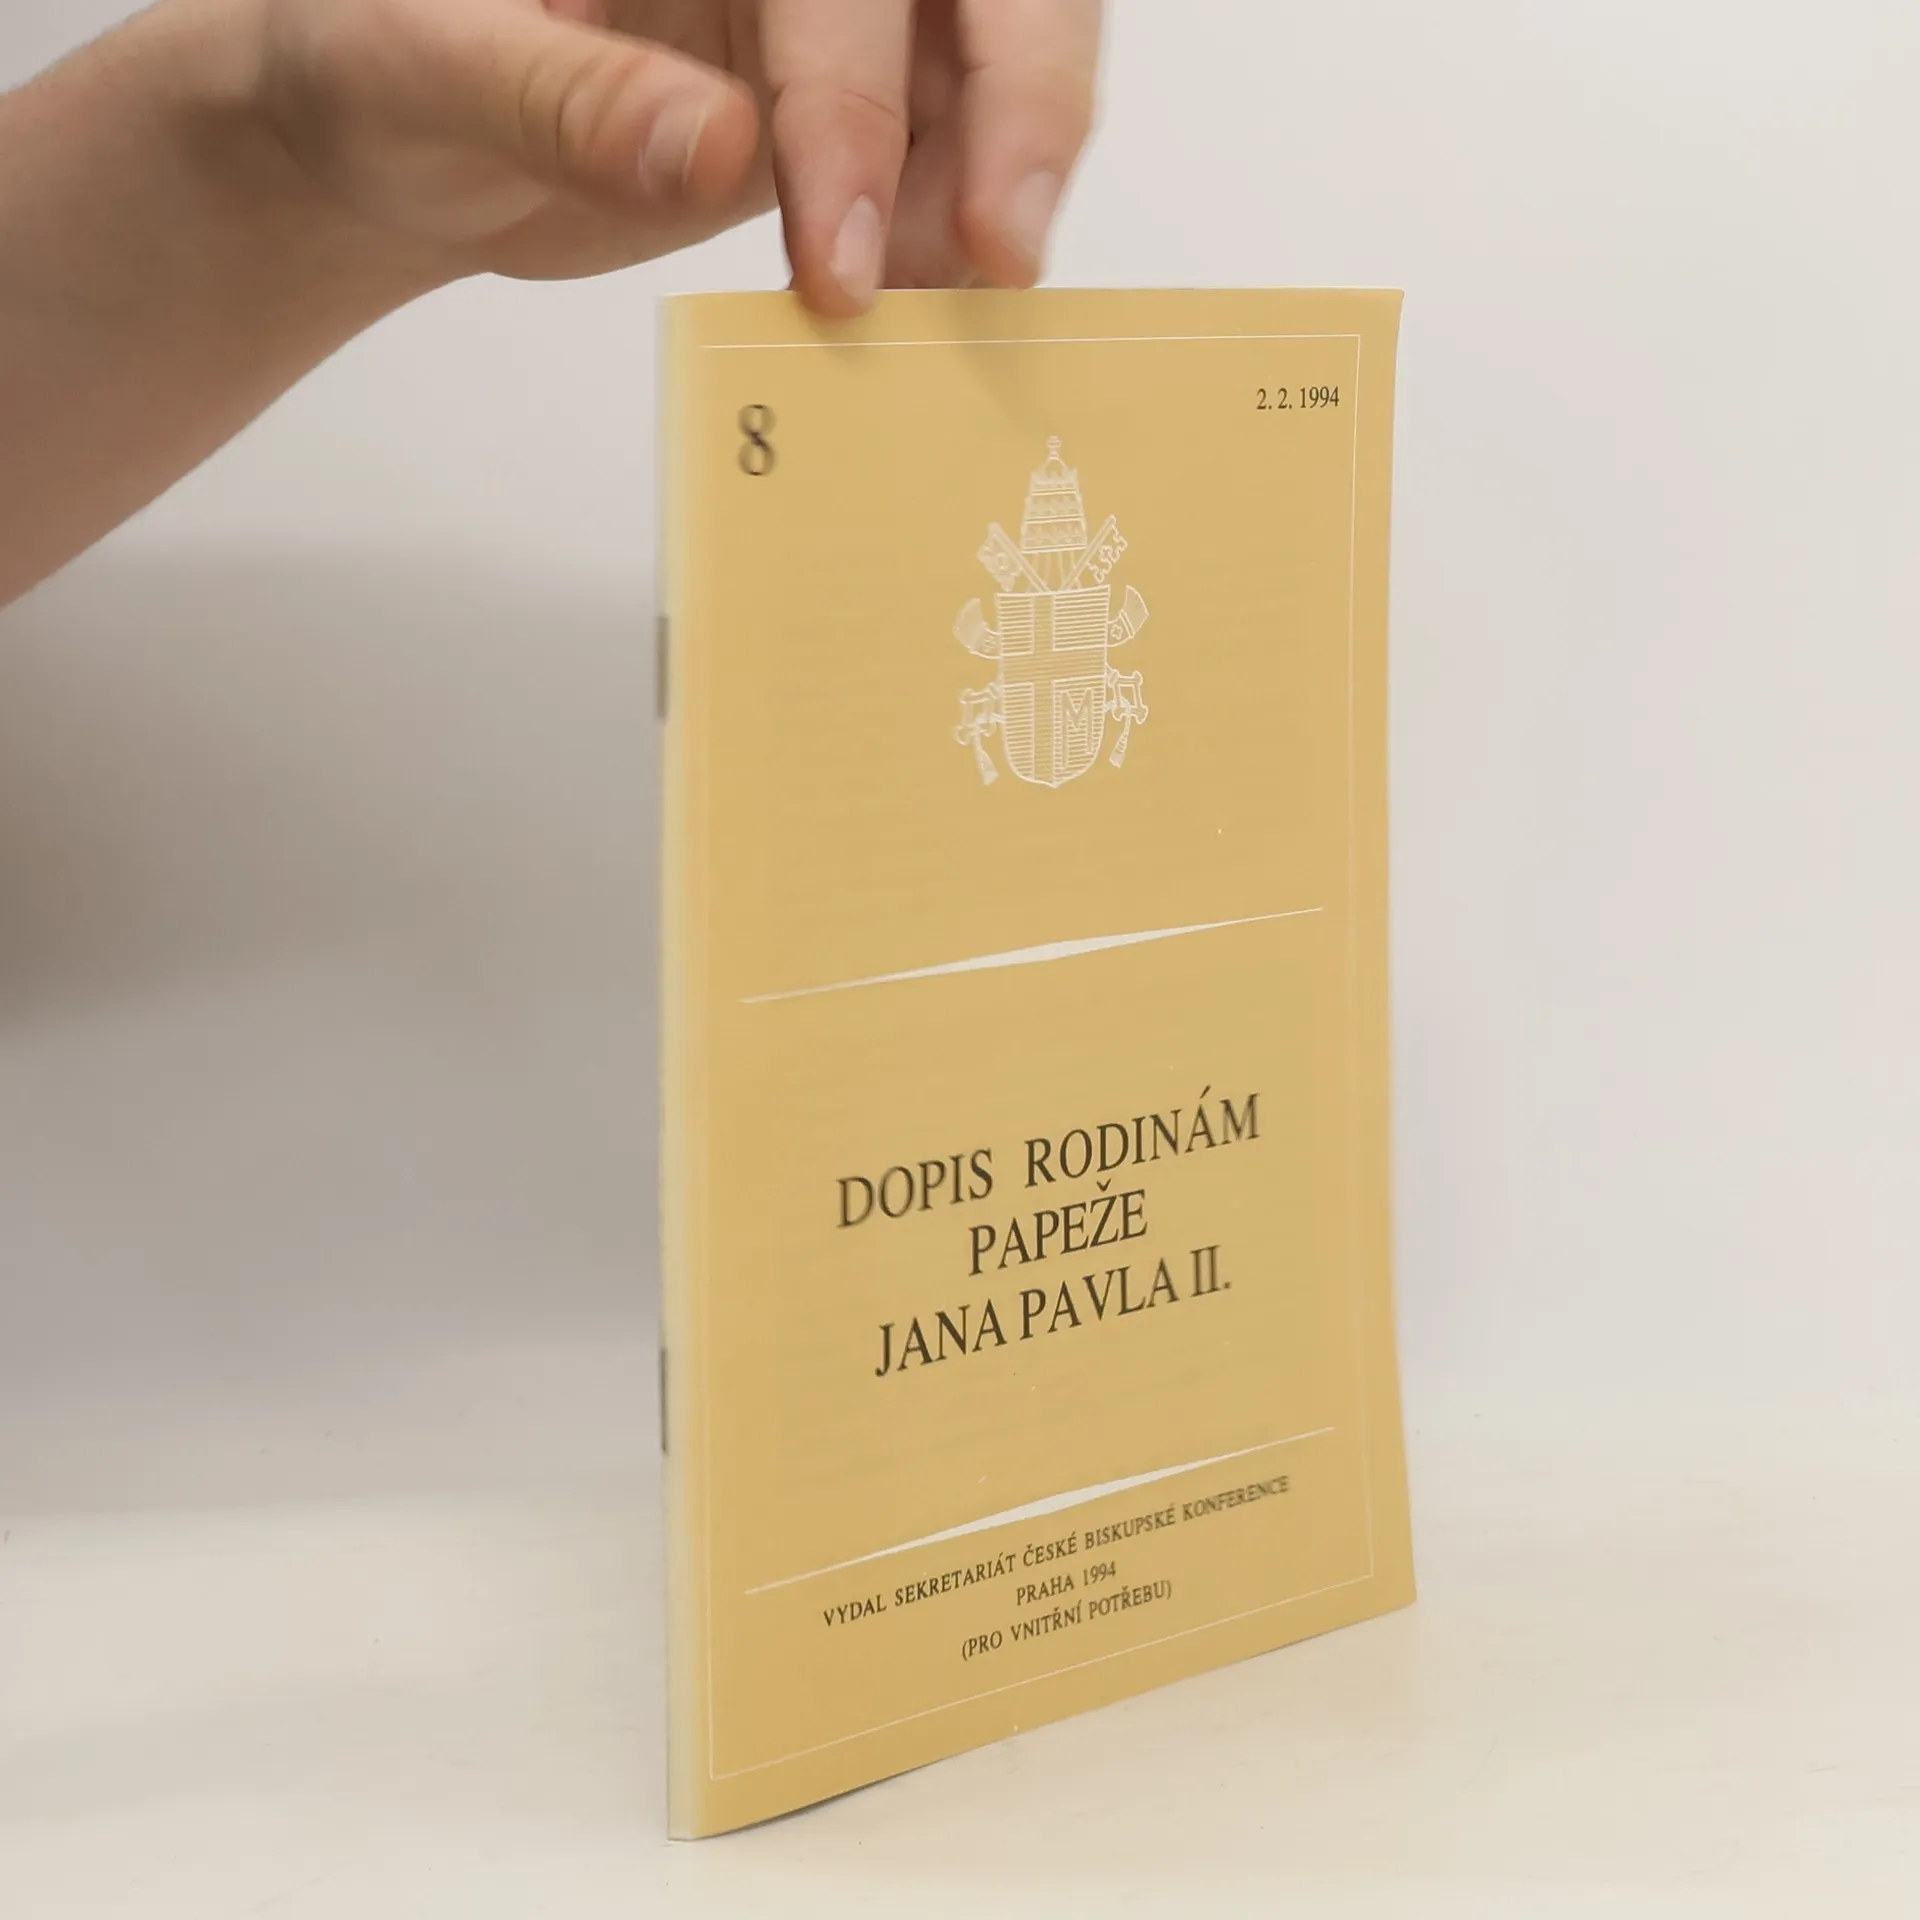 8
2. 2. 1994
M
DOPIS RODINÁM
PAPEŽE
JANA PAVLA II.
VYDAL SEKRETARIÁT ČESKÉ BISKUPSKÉ KONFERENCE
PRAHA 1994
(PRO VNITŘNÍ POTŘEBU)